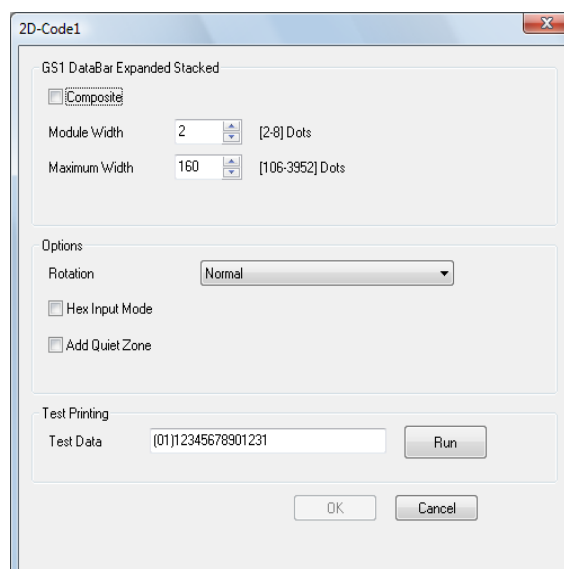 2D-Code1
GS1 DataBar Expanded Stacked
Composite
Module Width 2 [2-8] Dots
Maximum Width 160 [106-3952] Dots
Options
Rotation Normal
Hex Input Mode
Add Quiet Zone
Test Printing
Test Data (01)12345678901231 Run
OK Cancel